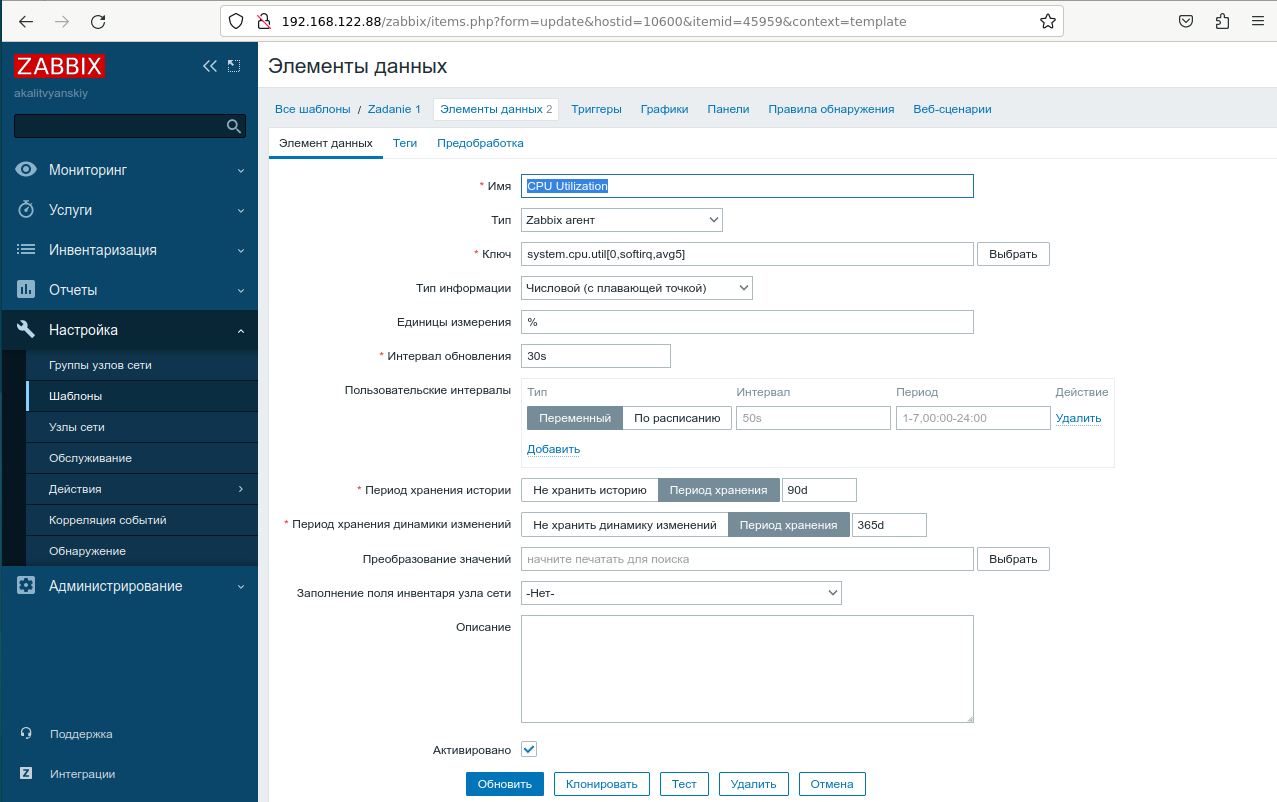 192.168.122.88/zabbix/items.php?form=update&hostid=10600&itemid=45959&context=template
ZABBIX
akalitvyanskiy
Мониторинг
Услуги
Инвентаризация
Отчеты
Настройка
Группы узлов сети
Шаблоны
Узлы сети
Обслуживание
Действия
Корреляция событий
Обнаружение
Администрирование
Поддержка
Z Интеграции
Элементы данных
Все шаблоны / Zadanie 1 Элементы данных 2 Триггеры Графики Панели Правила обнаружения Веб-сценарии
Элемент данных Теги Предобработка
* Имя CPU Utilization
Тип Zabbix агент
* Ключ system.cpu.util[0,softirq,avg5] Выбрать
Тип информации Числовой (с плавающей точкой)
Единицы измерения %
* Интервал обновления 30s
Пользовательские интервалы Тип Интервал Период Действие
Переменный По расписанию 50s 1-7,00:00-24:00 Удалить
Добавить
* Период хранения истории Не хранить историю Период хранения 90d
* Период хранения динамики изменений Не хранить динамику изменений Период хранения 365d
Преобразование значений начните печатать для поиска Выбрать
Заполнение поля инвентаря узла сети -Нет-
Описание
Активировано
Обновить Клонировать Тест Удалить Отмена